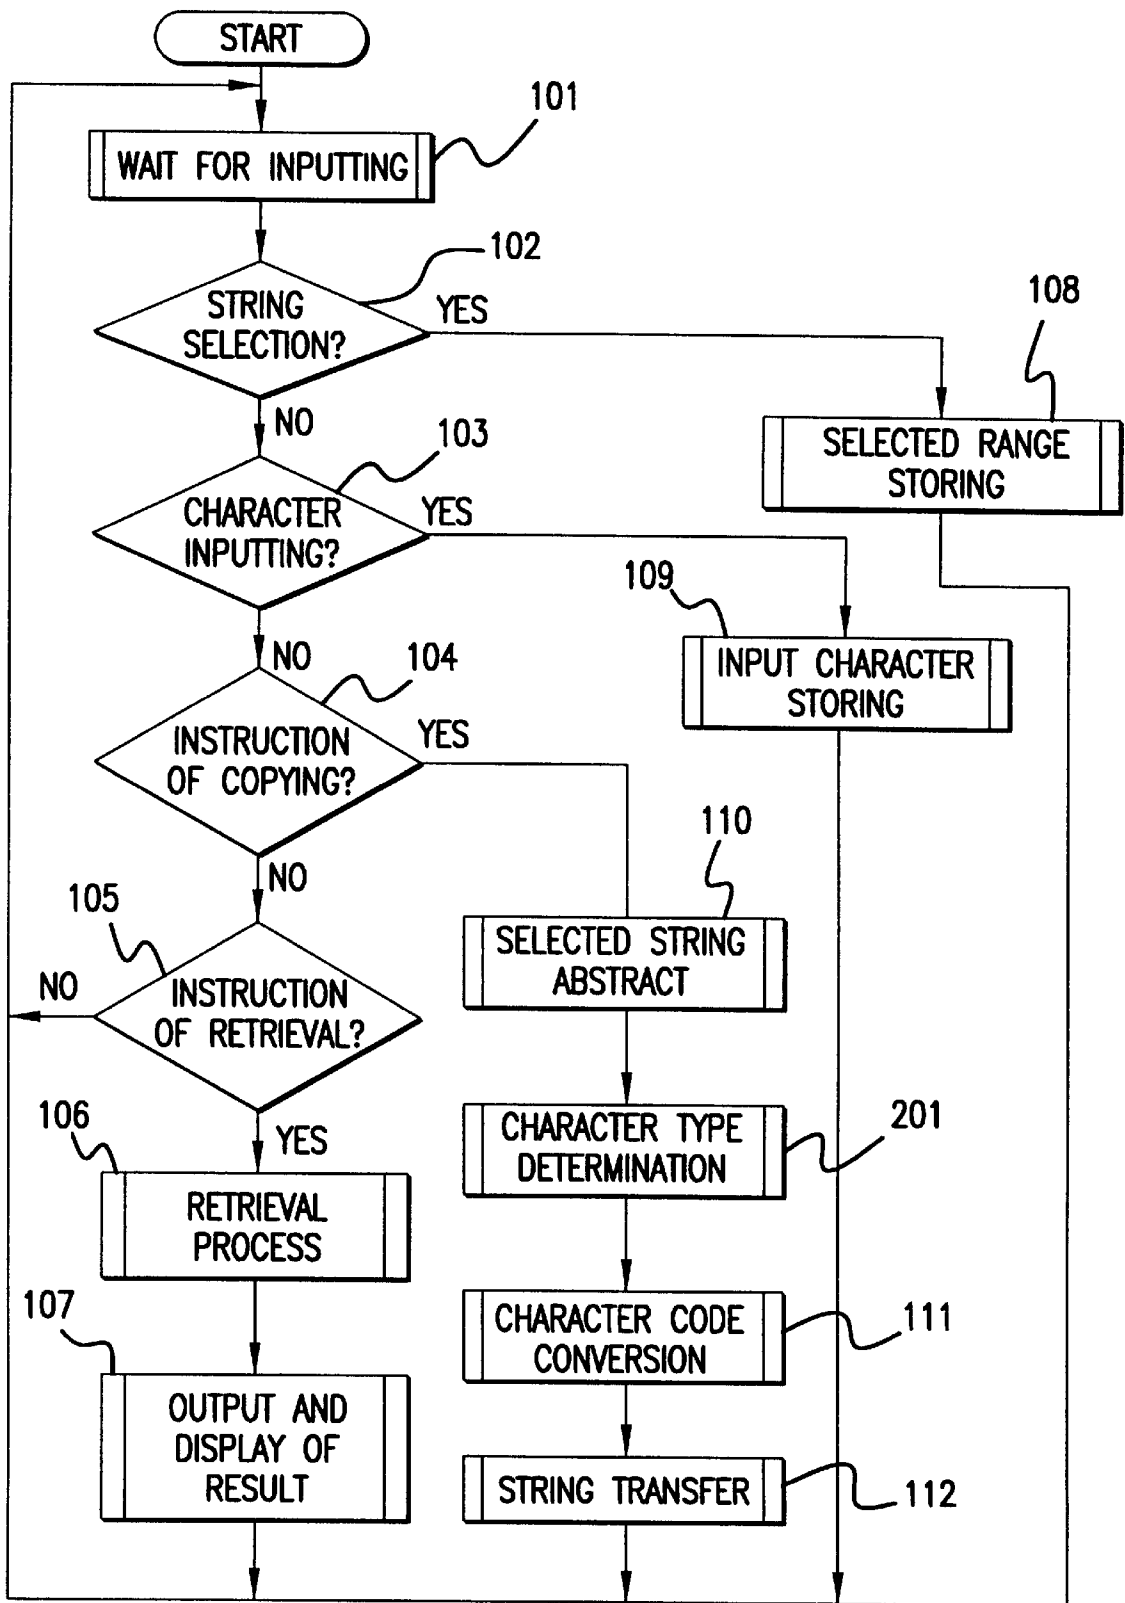 START
101
WAIT FOR INPUTTING
102
STRING
SELECTION?
YES
108
NO
SELECTED RANGE
STORING
103
CHARACTER
INPUTTING?
YES
109
NO
INPUT CHARACTER
STORING
104
INSTRUCTION
OF COPYING?
YES
110
NO
SELECTED STRING
ABSTRACT
105
NO
INSTRUCTION
OF RETRIEVAL?
CHARACTER TYPE
DETERMINATION
201
106
YES
RETRIEVAL
PROCESS
CHARACTER CODE
CONVERSION
111
107
OUTPUT AND
DISPLAY OF
RESULT
STRING TRANSFER
112